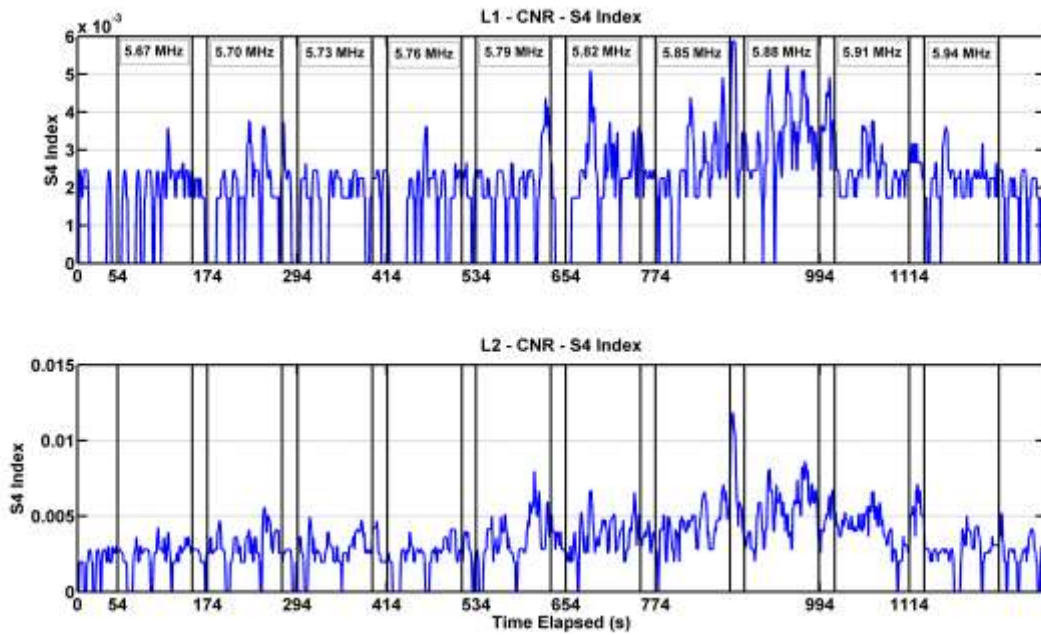 L1 - CNR - S4 Index
x 10⁻³
6
5.67 MHz 5.70 MHz 5.73 MHz 5.76 MHz 5.79 MHz 5.82 MHz 5.85 MHz 5.88 MHz 5.91 MHz 5.94 MHz
5
4
3
2
1
0
S4 Index
0 54 174 294 414 534 654 774 994 1114
L2 - CNR - S4 Index
0.015
0.01
0.005
0
S4 Index
0 54 174 294 414 534 654 774 994 1114
Time Elapsed (s)